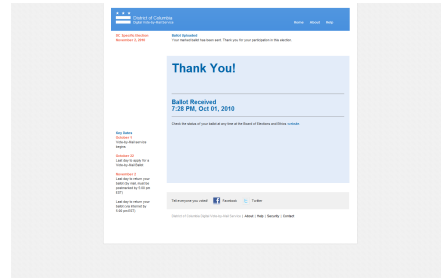 District of Columbia
Digital Vote-by-Mail Service
Home About Help
DC Specific Election
November 2, 2010
Ballot Uploaded
Your marked ballot has been sent. Thank you for your participation in this election.
Thank You!
Ballot Received
7:28 PM, Oct 01, 2010
Check the status of your ballot at any time at the Board of Elections and Ethics website.
Key Dates
October 1
Vote-by-Mail service
begins
October 22
Last day to apply for a
Vote-by-Mail Ballot
November 2
Last day to return your
ballot (by mail, must be
postmarked by 5:00 pm
EST)
Last day to return your
ballot (via internet by
5:00 pm EST)
Tell everyone you voted! Facebook Twitter
District of Columbia Digital Vote-by-Mail Service | About | Help | Security | Contact